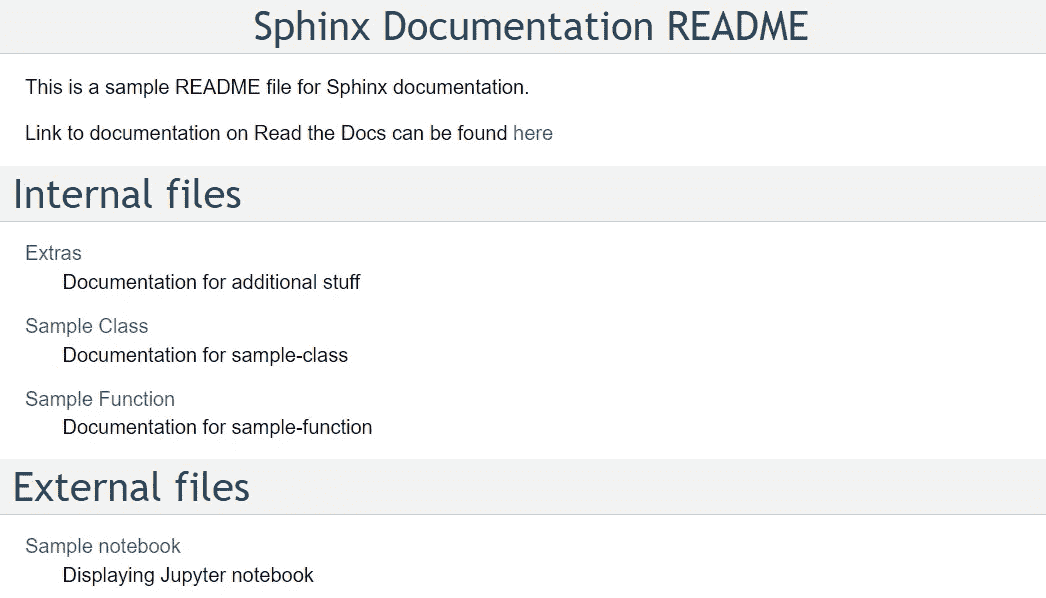 Sphinx Documentation README
This is a sample README file for Sphinx documentation.
Link to documentation on Read the Docs can be found here
Internal files
Extras
Documentation for additional stuff
Sample Class
Documentation for sample-class
Sample Function
Documentation for sample-function
External files
Sample notebook
Displaying Jupyter notebook